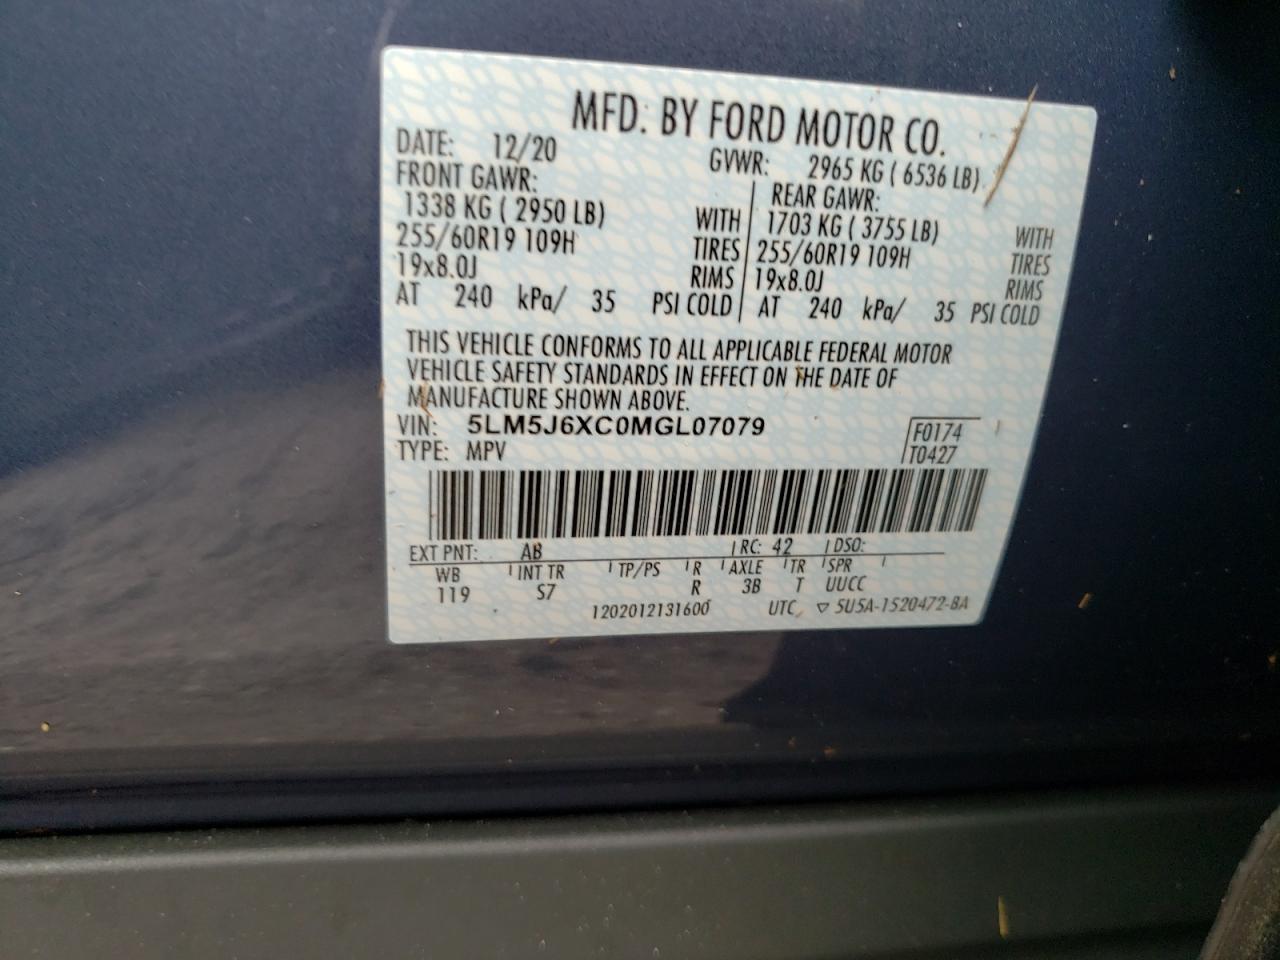 MFD. BY FORD MOTOR CO.
DATE: 12/20 GVWR: 2965 KG ( 6536 LB)
FRONT GAWR: REAR GAWR:
1338 KG ( 2950 LB) WITH 1703 KG ( 3755 LB) WITH
255/60R19 109H TIRES 255/60R19 109H TIRES
19x8.0J RIMS 19x8.0J RIMS
AT 240 kPa/ 35 PSI COLD AT 240 kPa/ 35 PSI COLD
THIS VEHICLE CONFORMS TO ALL APPLICABLE FEDERAL MOTOR
VEHICLE SAFETY STANDARDS IN EFFECT ON THE DATE OF
MANUFACTURE SHOWN ABOVE.
VIN: 5LM5J6XC0MGL07079 F0174
TYPE: MPV T0427
EXT PNT: AB RC: 42 DSO:
WB INT TR TP/PS R AXLE TR SPR
119 S7 R 3B T UUCC
1202012131600 UTC ▽ 5U5A-1520472-BA